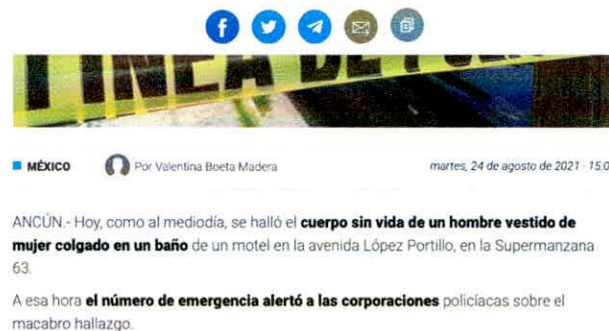 LÍNEA DE
MÉXICO Por Valentina Boeta Madera martes, 24 de agosto de 2021 - 15:0
ANCÚN.- Hoy, como al mediodía, se halló el cuerpo sin vida de un hombre vestido de
mujer colgado en un baño de un motel en la avenida López Portillo, en la Supermanzana
63.
A esa hora el número de emergencia alertó a las corporaciones policíacas sobre el
macabro hallazgo.